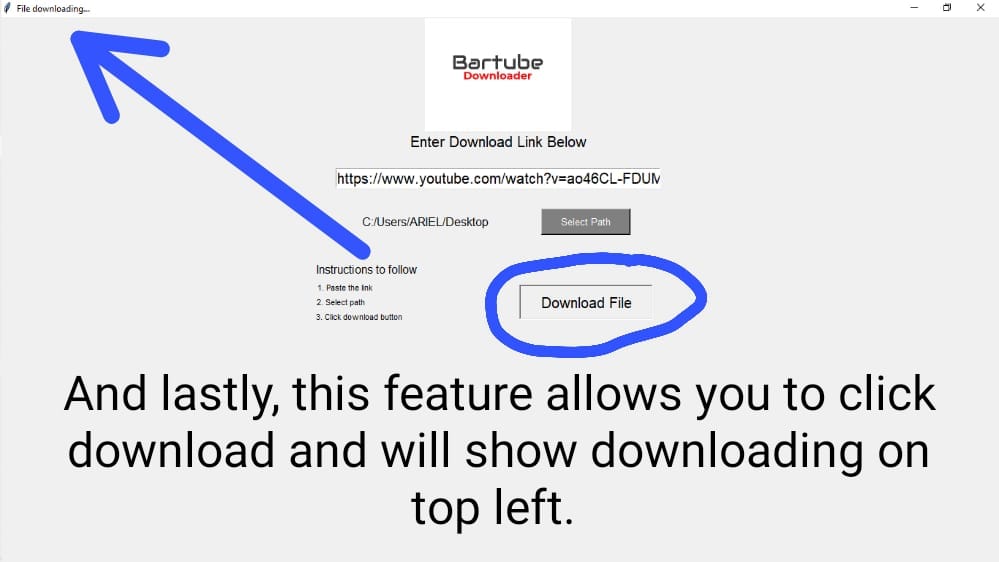 File downloading...
Bartube
Downloader
Enter Download Link Below
https://www.youtube.com/watch?v=ao46CL-FDUM
C:/Users/ARIEL/Desktop
Select Path
Instructions to follow
1. Paste the link
2. Select path
3. Click download button
Download File
And lastly, this feature allows you to click
download and will show downloading on
top left.